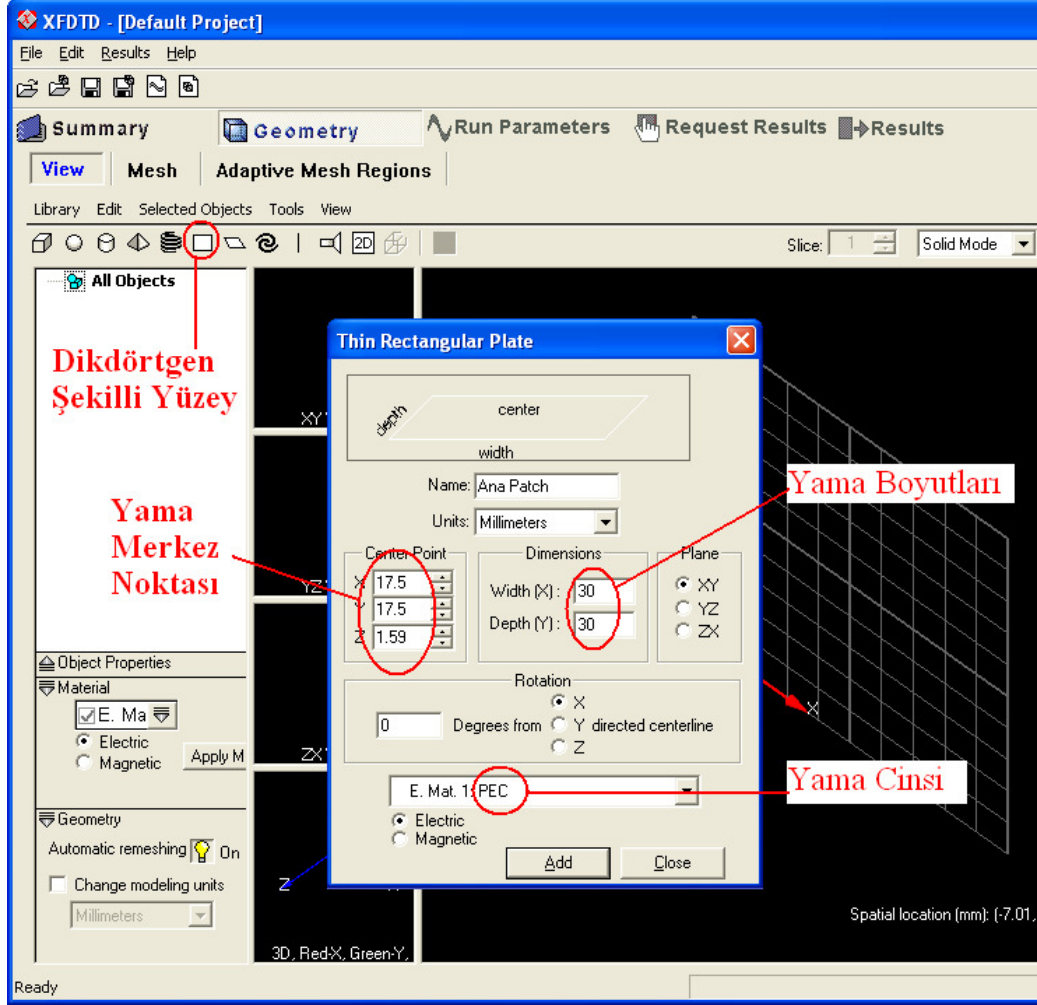 XFDTD - [Default Project]
File Edit Results Help
Summary Geometry Run Parameters Request Results Results
View Mesh Adaptive Mesh Regions
Library Edit Selected Objects Tools View
2D Slice: 1 Solid Mode
All Objects
Dikdörtgen
Şekilli Yüzey
Yama
Merkez
Noktası
Object Properties
Material
E. Ma
Electric
Magnetic
Apply M
Geometry
Automatic remeshing On
Change modeling units
Millimeters
XY
YZ
ZX
Z
3D, Red-X, Green-Y,
Thin Rectangular Plate
depth
center
width
Name: Ana Patch
Units: Millimeters
Center Point
X 17.5
Y 17.5
Z 1.59
Dimensions
Width (X) : 30
Depth (Y) : 30
Plane
XY
YZ
ZX
Rotation
0 Degrees from X Y Z directed centerline
E. Mat. 1: PEC
Electric
Magnetic
Add Close
Yama Boyutları
X
Yama Cinsi
Spatial location (mm): (-7.01,
Ready